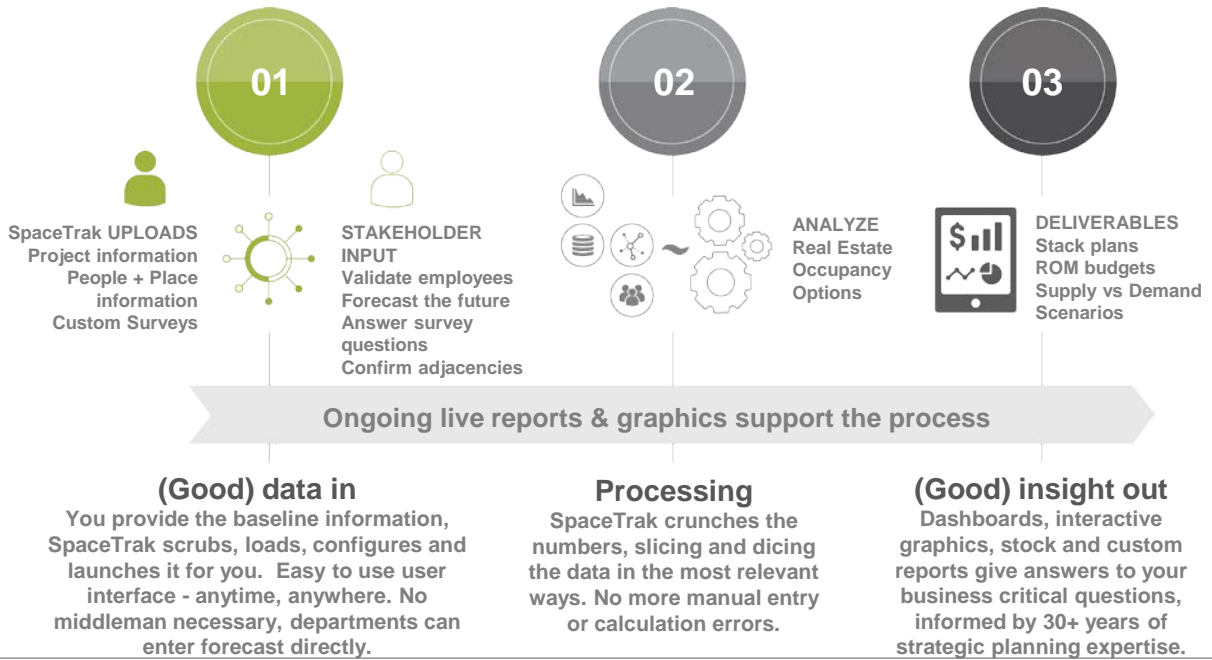 01
02
03
SpaceTrak UPLOADS
Project information
People + Place
information
Custom Surveys
STAKEHOLDER
INPUT
Validate employees
Forecast the future
Answer survey
questions
Confirm adjacencies
ANALYZE
Real Estate
Occupancy
Options
$
DELIVERABLES
Stack plans
ROM budgets
Supply vs Demand
Scenarios
Ongoing live reports & graphics support the process
(Good) data in
You provide the baseline information,
SpaceTrak scrubs, loads, configures and
launches it for you.  Easy to use user
interface - anytime, anywhere. No
middleman necessary, departments can
enter forecast directly.
Processing
SpaceTrak crunches the
numbers, slicing and dicing
the data in the most relevant
ways. No more manual entry
or calculation errors.
(Good) insight out
Dashboards, interactive
graphics, stock and custom
reports give answers to your
business critical questions,
informed by 30+ years of
strategic planning expertise.